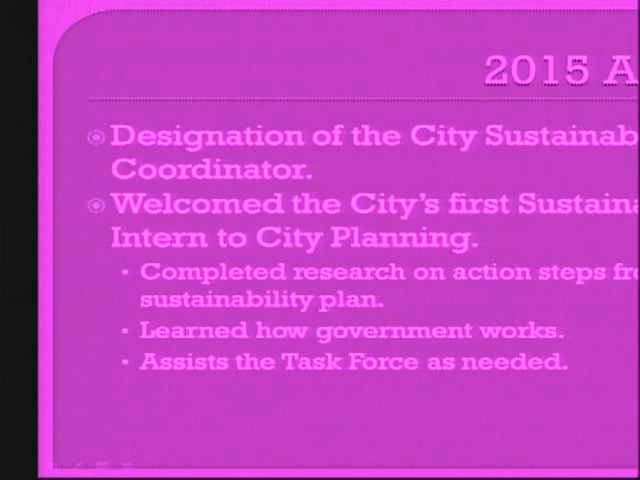 2015 A
Designation of the City Sustainab
Coordinator.
Welcomed the City's first Sustaina
Intern to City Planning.
Completed research on action steps fro
sustainability plan.
Learned how government works.
Assists the Task Force as needed.